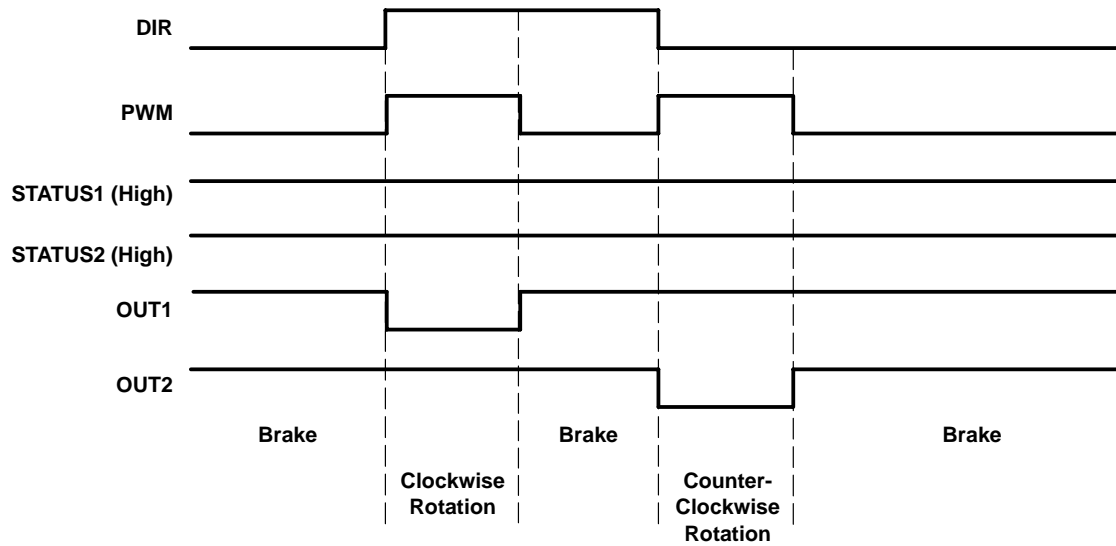 DIR
PWM
STATUS1 (High)
STATUS2 (High)
OUT1
OUT2
Brake
Brake
Brake
Clockwise
Rotation
Counter-
Clockwise
Rotation